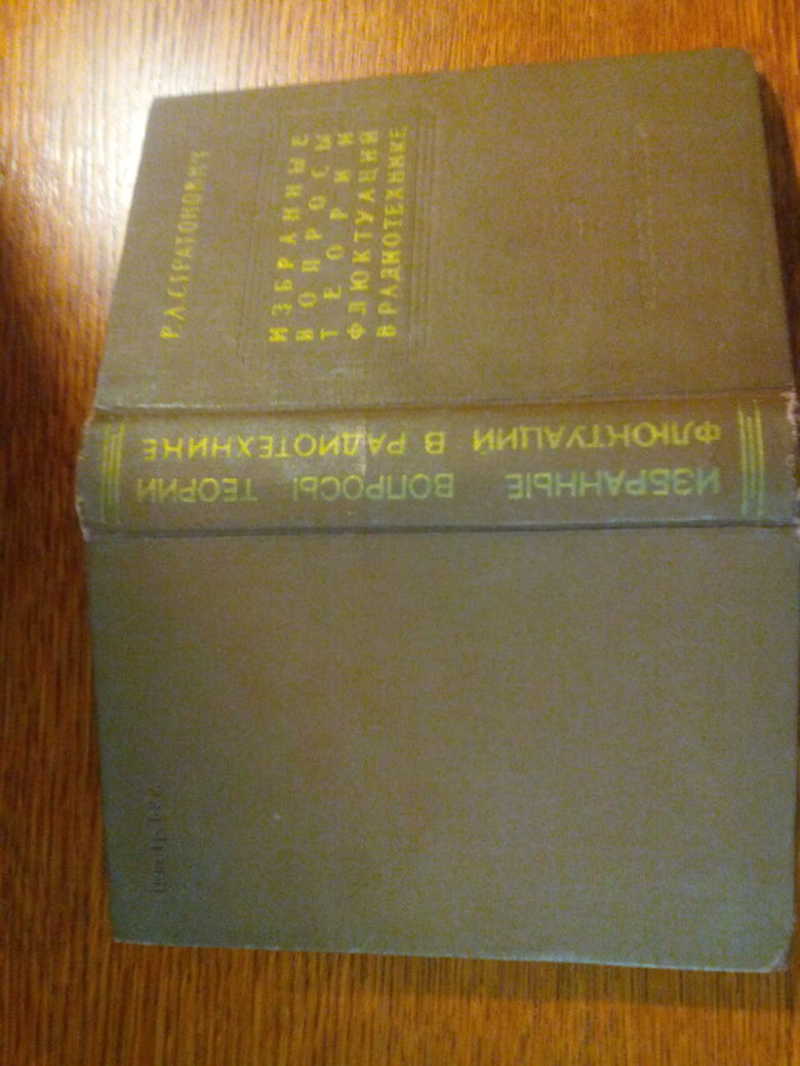 Р.Л.СТРАТОНОВИЧ
ИЗБРАННЫЕ
ВОПРОСЫ
ТЕОРИИ
ФЛЮКТУАЦИЙ
В РАДИОТЕХНИКЕ
ИЗБРАННЫЕ ВОПРОСЫ ТЕОРИИ
ФЛЮКТУАЦИЙ В РАДИОТЕХНИКЕ